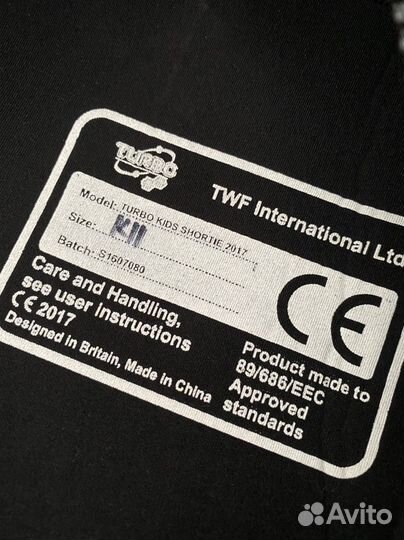 TURBO
TWF International Ltd
Model: TURBO KIDS SHORTIE 2017
Size: K11
Batch: S1607080
CE
Care and Handling,
see user instructions
CE 2017
Designed in Britain, Made in China
Product made to
89/686/EEC
Approved
standards
Avito